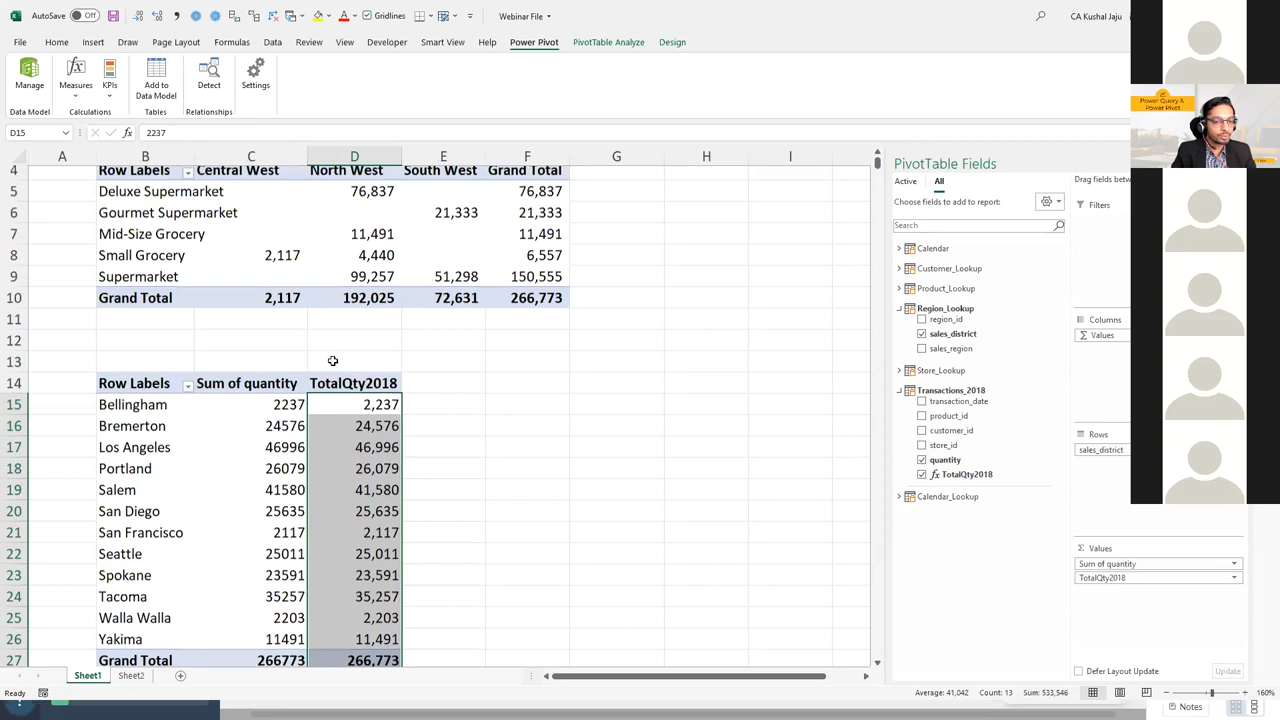 AutoSave Off Gridlines Webinar File CA Kushal Jaju
File Home Insert Draw Page Layout Formulas Data Review View Developer Smart View Help Power Pivot PivotTable Analyze Design
Manage Measures KPIs Add to Data Model Detect Settings
Data Model Calculations Tables Relationships
Power Query & Power Pivot
D15 fx 2237
A B C D E F G H I
4 Row Labels Central West North West South West Grand Total
5 Deluxe Supermarket 76,837 76,837
6 Gourmet Supermarket 21,333 21,333
7 Mid-Size Grocery 11,491 11,491
8 Small Grocery 2,117 4,440 6,557
9 Supermarket 99,257 51,298 150,555
10 Grand Total 2,117 192,025 72,631 266,773
11
12
13
14 Row Labels Sum of quantity TotalQty2018
15 Bellingham 2237 2,237
16 Bremerton 24576 24,576
17 Los Angeles 46996 46,996
18 Portland 26079 26,079
19 Salem 41580 41,580
20 San Diego 25635 25,635
21 San Francisco 2117 2,117
22 Seattle 25011 25,011
23 Spokane 23591 23,591
24 Tacoma 35257 35,257
25 Walla Walla 2203 2,203
26 Yakima 11491 11,491
27 Grand Total 266773 266,773
PivotTable Fields
Active All
Choose fields to add to report:
Search
Calendar
Customer_Lookup
Product_Lookup
Region_Lookup
region_id
sales_district
sales_region
Store_Lookup
Transactions_2018
transaction_date
product_id
customer_id
store_id
quantity
fx TotalQty2018
Calendar_Lookup
Drag fields betw
Filters
Columns
Σ Values
Rows
sales_district
Σ Values
Sum of quantity
TotalQty2018
Defer Layout Update Update
Sheet1 Sheet2
Ready Average: 41,042 Count: 13 Sum: 533,546 160%
Notes